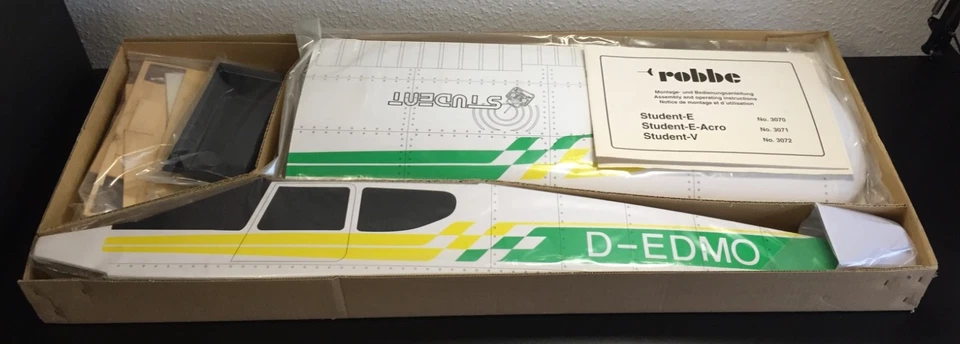 robbe
Montage- und Bedienungsanleitung
Assembly and operating instructions
Notice de montage et d'utilisation
Student-E No. 3070
Student-E-Acro No. 3071
Student-V No. 3072
STUDENT
D-EDMO